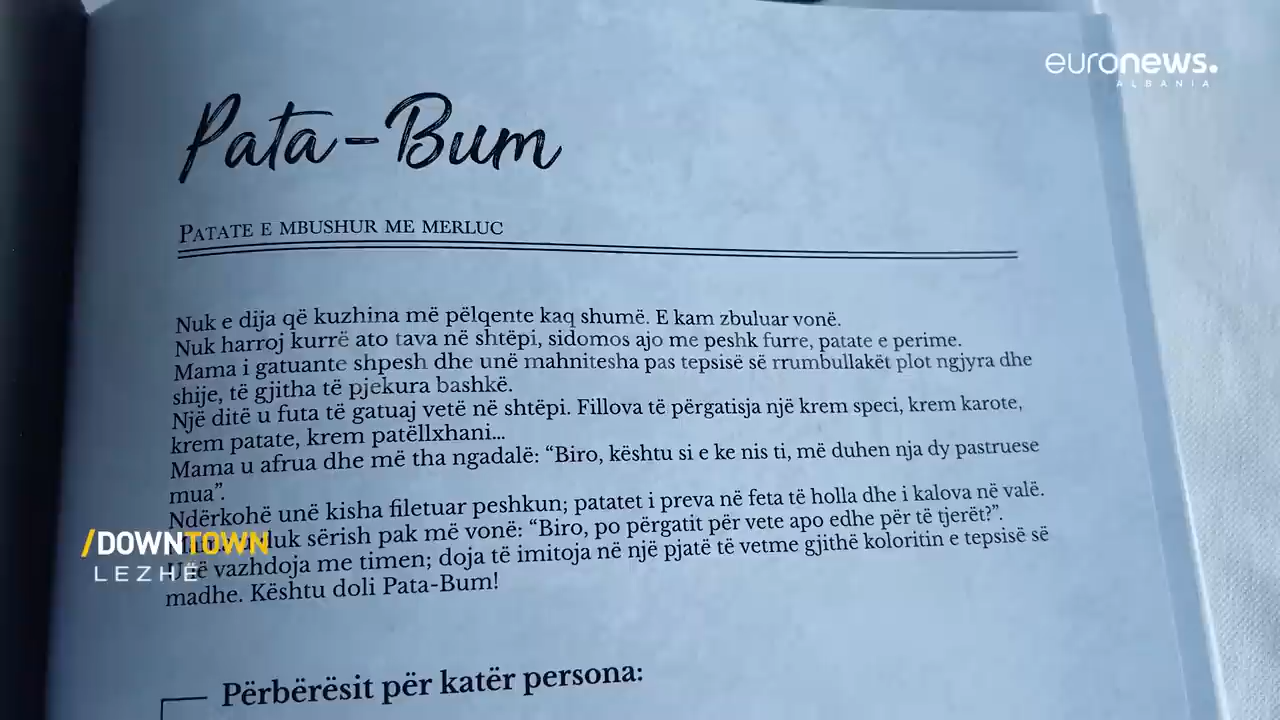 euronews.
ALBANIA
Pata-Bum
PATATE E MBUSHUR ME MERLUC
Nuk e dija që kuzhina më pëlqente kaq shumë. E kam zbuluar vonë.
Nuk harroj kurrë ato tava në shtëpi, sidomos ajo me peshk furre, patate e perime.
Mama i gatuante shpesh dhe unë mahnitesha pas tepsisë së rrumbullakët plot ngjyra dhe
shije, të gjitha të pjekura bashkë.
Një ditë u futa të gatuaj vetë në shtëpi. Fillova të përgatisja një krem speci, krem karote,
krem patate, krem patëllxhani...
Mama u afrua dhe më tha ngadalë: “Biro, kështu si e ke nis ti, më duhen nja dy pastruese
mua”.
Ndërkohë unë kisha filetuar peshkun; patatet i preva në feta të holla dhe i kalova në valë.
duk sërish pak më vonë: “Biro, po përgatit për vete apo edhe për të tjerët?”.
Unë vazhdoja me timen; doja të imitoja në një pjatë të vetme gjithë koloritin e tepsisë së
madhe. Kështu doli Pata-Bum!
/DOWNTOWN
LEZHË
Përbërësit për katër persona: